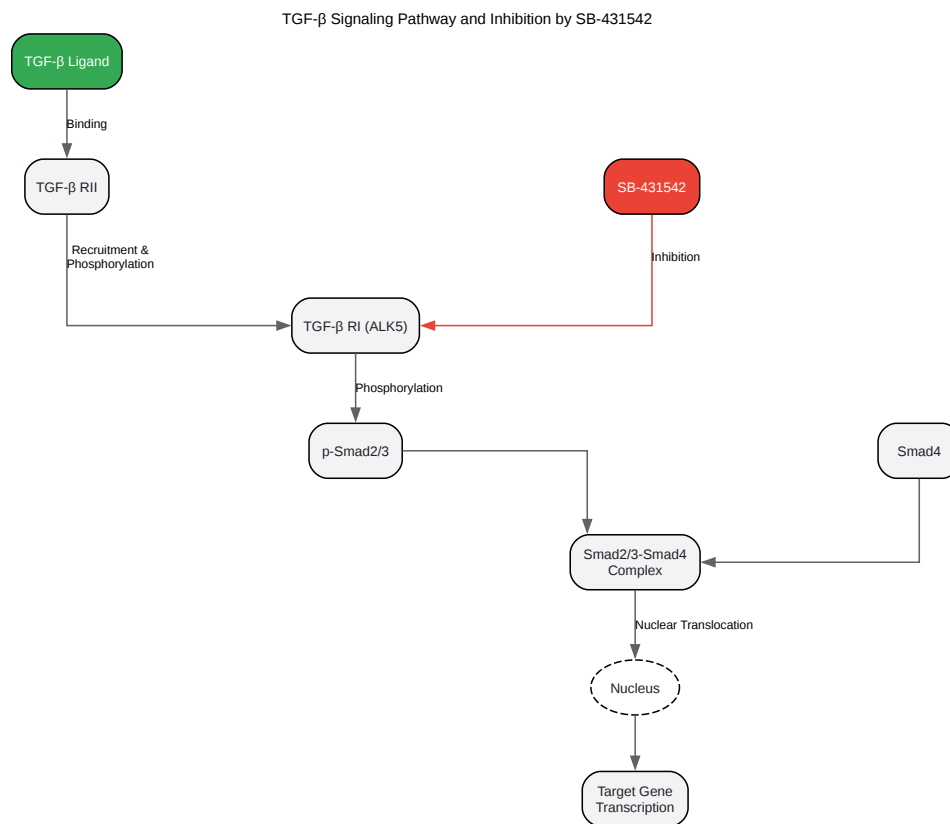 TGF-β Signaling Pathway and Inhibition by SB-431542
TGF-β Ligand
Binding
TGF-β RII
SB-431542
Recruitment &
Phosphorylation
Inhibition
TGF-β RI (ALK5)
Phosphorylation
p-Smad2/3
Smad4
Smad2/3-Smad4
Complex
Nuclear Translocation
Nucleus
Target Gene
Transcription